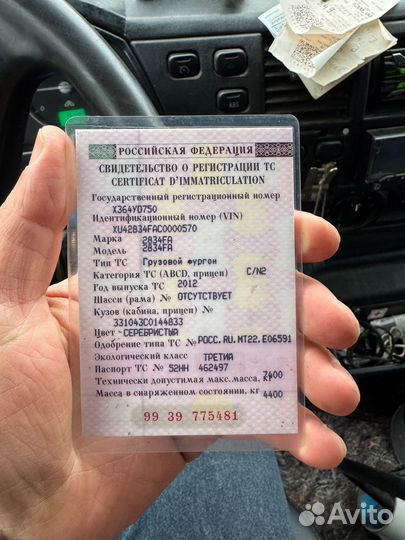 РОССИЙСКАЯ ФЕДЕРАЦИЯ
СВИДЕТЕЛЬСТВО О РЕГИСТРАЦИИ ТС
CERTIFICAT D'IMMATRICULATION
Государственный регистрационный номер
Х364УО750
Идентификационный номер (VIN)
XU42834FAC0000570
Марка 2834FA
Модель 2834FA
Тип ТС Грузовой фургон
Категория ТС (ABCD, прицеп) C/N2
Год выпуска ТС 2012
Шасси (рама) № ОТСУТСТВУЕТ
Кузов (кабина, прицеп) №
331043C0144833
Цвет СЕРЕБРИСТЫЙ
Одобрение типа ТС № РОСС.RU.MT22.E06591
Экологический класс ТРЕТИЙ
Паспорт ТС № 52НН 462497
Технически допустимая макс. масса, кг 7400
Масса в снаряженном состоянии, кг 4400
99 39 775481
ABS
Avito